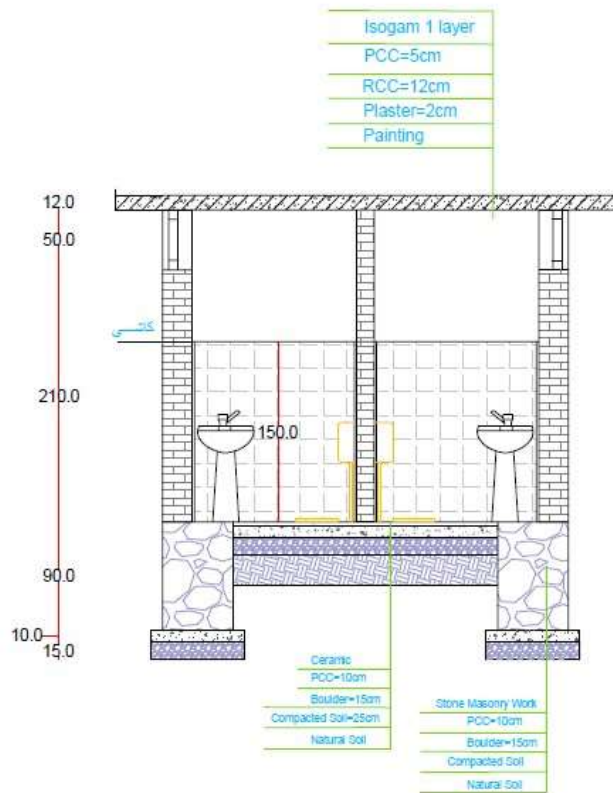 Isogam 1 layer
PCC=5cm
RCC=12cm
Plaster=2cm
Painting
12.0
50.0
کاشی
210.0
150.0
90.0
10.0
15.0
Ceramic
PCC=10cm
Boulder=15cm
Compacted Soil=25cm
Natural Soil
Stone Masonry Work
PCC=10cm
Boulder=15cm
Compacted Soil
Natural Soil